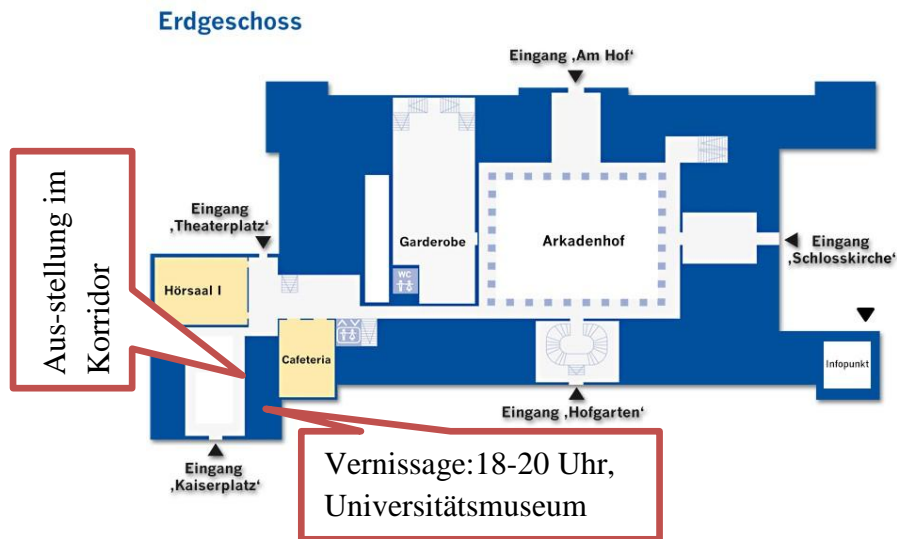 Erdgeschoss
Eingang ‚Am Hof‘
Aus-stellung im
Korridor
Eingang
‚Theaterplatz‘
Garderobe
Arkadenhof
Eingang
‚Schlosskirche‘
WC
Hörsaal I
Cafeteria
Infopunkt
Eingang ‚Hofgarten‘
Eingang
‚Kaiserplatz‘
Vernissage:18-20 Uhr,
Universitätsmuseum